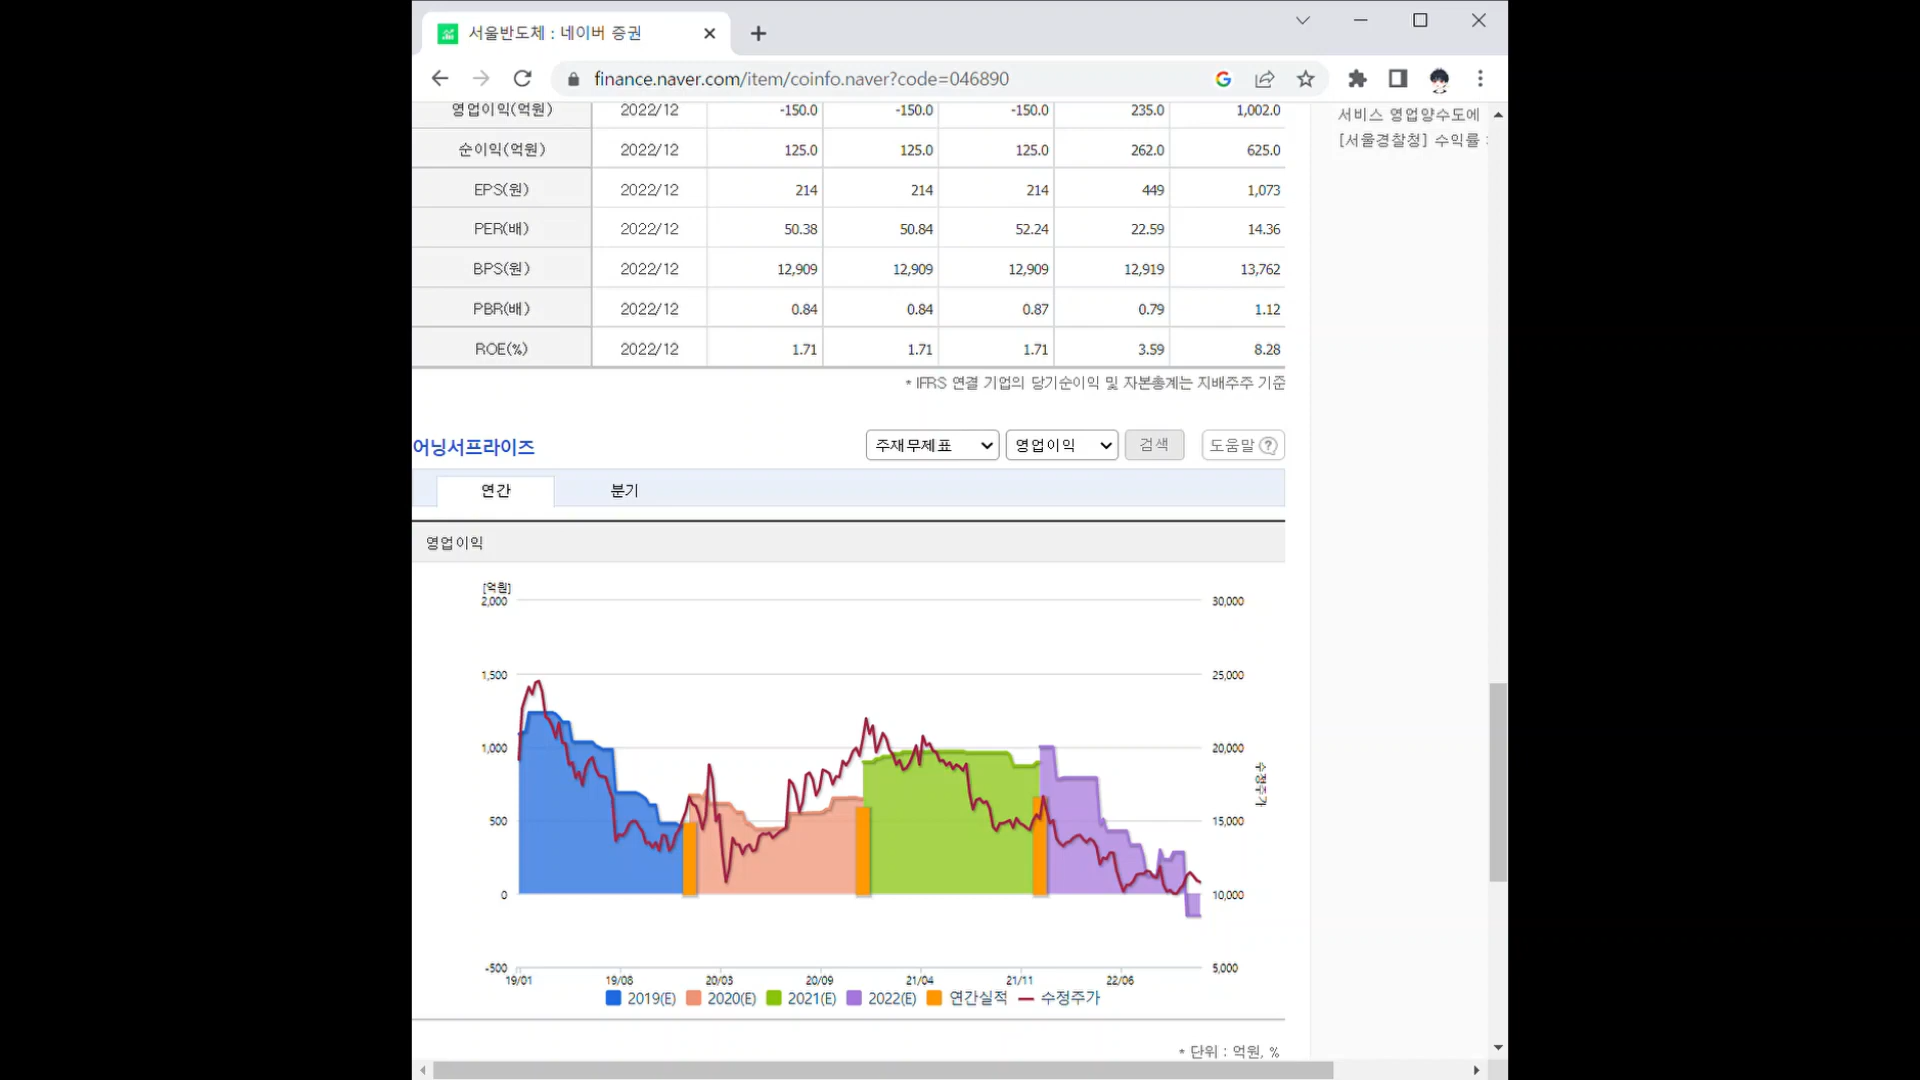 서울반도체 : 네이버 증권
finance.naver.com/item/coinfo.naver?code=046890
영업이익(억원) 2022/12 -150.0 -150.0 -150.0 235.0 1,002.0
순이익(억원) 2022/12 125.0 125.0 125.0 262.0 625.0
EPS(원) 2022/12 214 214 214 449 1,073
PER(배) 2022/12 50.38 50.84 52.24 22.59 14.36
BPS(원) 2022/12 12,909 12,909 12,909 12,919 13,762
PBR(배) 2022/12 0.84 0.84 0.87 0.79 1.12
ROE(%) 2022/12 1.71 1.71 1.71 3.59 8.28
* IFRS 연결 기업의 당기순이익 및 자본총계는 지배주주 기준
서비스 영업양수도에
[서울경찰청] 수익률
어닝서프라이즈 주재무제표 영업이익 검색 도움말 ?
연간 분기
영업이익
[억원]
2,000 30,000
1,500 25,000
1,000 20,000
500 15,000
0 10,000
-500 5,000
수정주가
19/01 19/08 20/03 20/09 21/04 21/11 22/06
2019(E) 2020(E) 2021(E) 2022(E) 연간실적 수정주가
* 단위 : 억원, %